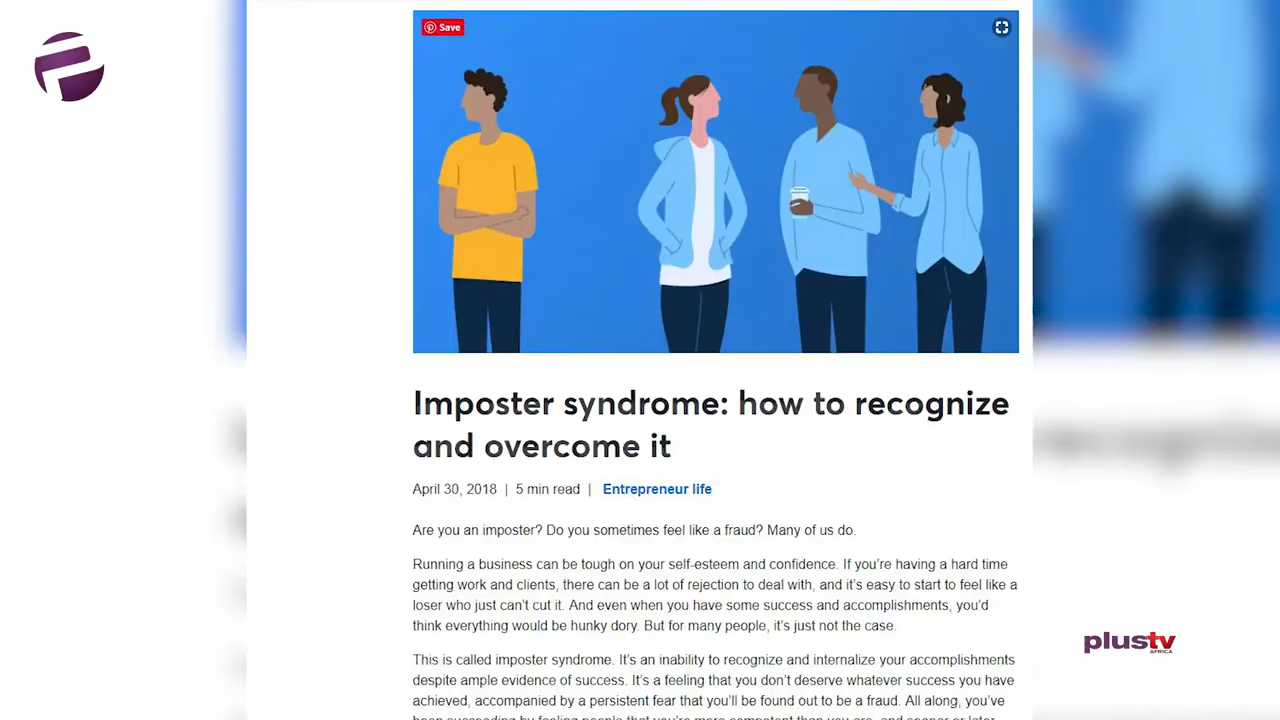 Save
Imposter syndrome: how to recognize
and overcome it
April 30, 2018 | 5 min read | Entrepreneur life
Are you an imposter? Do you sometimes feel like a fraud? Many of us do.
Running a business can be tough on your self-esteem and confidence. If you’re having a hard time
getting work and clients, there can be a lot of rejection to deal with, and it’s easy to start to feel like a
loser who just can’t cut it. And even when you have some success and accomplishments, you’d
think everything would be hunky dory. But for many people, it’s just not the case.
This is called imposter syndrome. It’s an inability to recognize and internalize your accomplishments
despite ample evidence of success. It’s a feeling that you don’t deserve whatever success you have
achieved, accompanied by a persistent fear that you’ll be found out to be a fraud. All along, you’ve
plustv
AFRICA